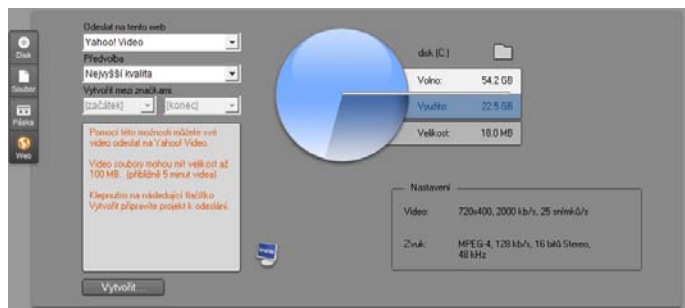 Disk
Soubor
Páska
Web
Odeslat na tento web
Yahoo! Video
Předvolba
Nejvyšší kvalita
Vytvořit mezi značkami
(začátek)
(konec)
Pomocí této možnosti můžete své
video odeslat na Yahoo! Video.
Video soubory mohou mít velikost až
100 MB. (přibližně 5 minut videa)
Klepnutím na následující tlačítko
Vytvořit připravíte projekt k odeslání.
Vytvořit...
disk (C:)
Volno: 54.2 GB
Využito: 22.5 GB
Velikost: 18.0 MB
www
Nastavení
Video: 720x400, 2000 kb/s, 25 snímků/s
Zvuk: MPEG-4, 128 kb/s, 16 bitů Stereo,
48 kHz